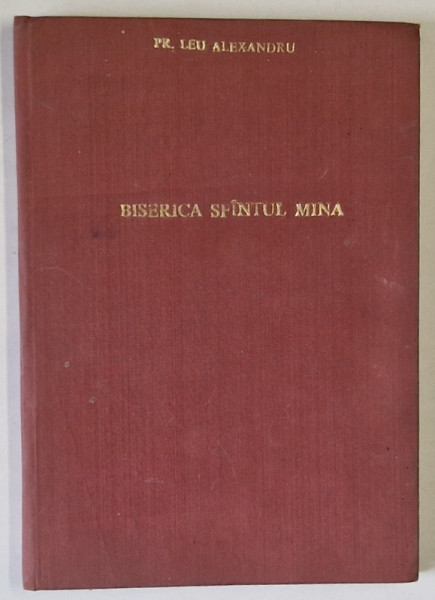 PR. LEU ALEXANDRU
BISERICA SFÎNTUL MINA